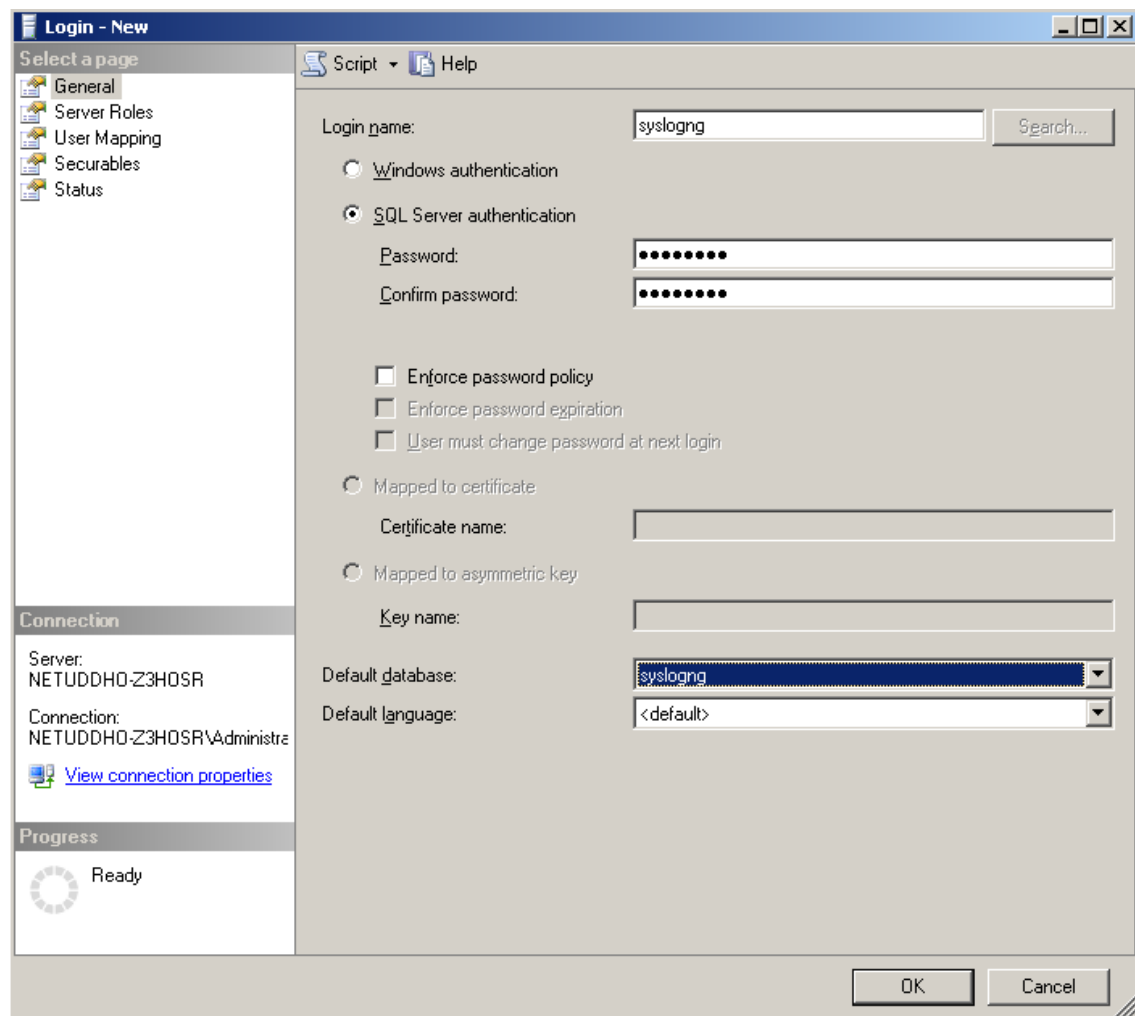 Login - New
Select a page
General
Server Roles
User Mapping
Securables
Status
Script
Help
Login name:
syslogng
Search...
Windows authentication
SQL Server authentication
Password:
●●●●●●●●
Confirm password:
●●●●●●●●
Enforce password policy
Enforce password expiration
User must change password at next login
Mapped to certificate
Certificate name:
Mapped to asymmetric key
Key name:
Default database:
syslogng
Default language:
<default>
Connection
Server:
NETUDDHO-Z3HOSR
Connection:
NETUDDHO-Z3HOSR\Administra
View connection properties
Progress
Ready
OK
Cancel